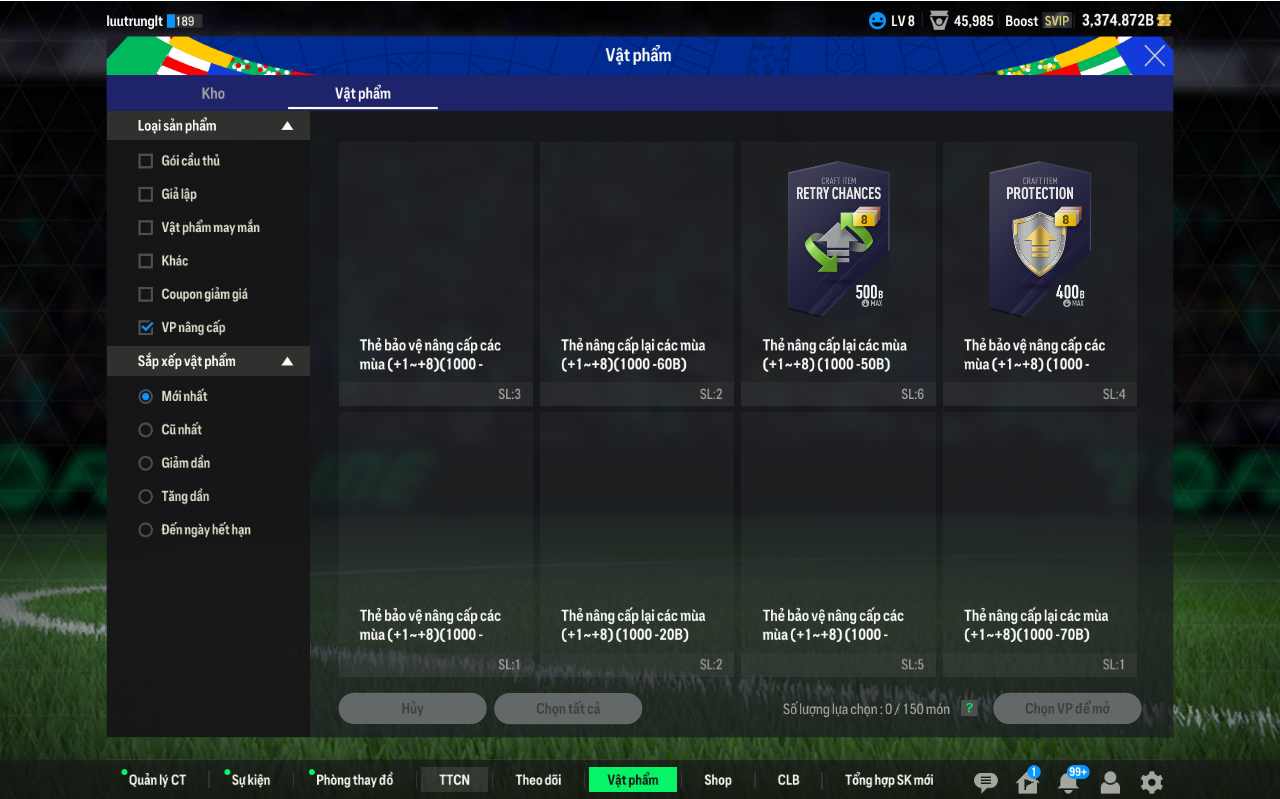 luutrunglt 189
LV 8
45,985
Boost SVIP
3,374.872B
Vật phẩm
Kho
Vật phẩm
Loại sản phẩm
Gói cầu thủ
Giả lập
Vật phẩm may mắn
Khác
Coupon giảm giá
VP nâng cấp
Sắp xếp vật phẩm
Mới nhất
Cũ nhất
Giảm dần
Tăng dần
Đến ngày hết hạn
Thẻ bảo vệ nâng cấp các
mùa (+1~+8)(1000 -
SL:3
Thẻ nâng cấp lại các mùa
(+1~+8)(1000 -60B)
SL:2
CRAFT ITEM
RETRY CHANCES
8
500B
MAX
Thẻ nâng cấp lại các mùa
(+1~+8) (1000 -50B)
SL:6
CRAFT ITEM
PROTECTION
8
400B
MAX
Thẻ bảo vệ nâng cấp các
mùa (+1~+8) (1000 -
SL:4
Thẻ bảo vệ nâng cấp các
mùa (+1~+8)(1000 -
SL:1
Thẻ nâng cấp lại các mùa
(+1~+8) (1000 -20B)
SL:2
Thẻ bảo vệ nâng cấp các
mùa (+1~+8) (1000 -
SL:5
Thẻ nâng cấp lại các mùa
(+1~+8)(1000 -70B)
SL:1
Hủy
Chọn tất cả
Số lượng lựa chọn : 0 / 150 món
?
Chọn VP để mở
Quản lý CT
Sự kiện
Phòng thay đồ
TTCN
Theo dõi
Vật phẩm
Shop
CLB
Tổng hợp SK mới
1
99+